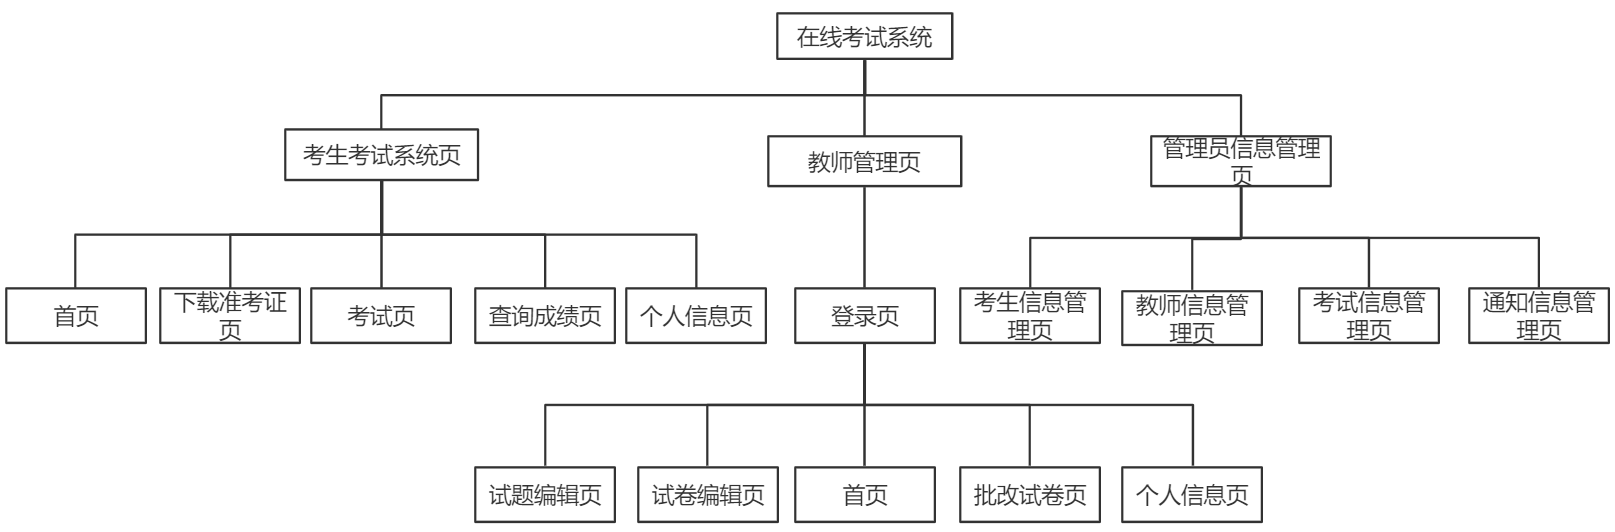 在线考试系统
考生考试系统页
教师管理页
管理员信息管理
页
首页
下载准考证
页
考试页
查询成绩页
个人信息页
登录页
考生信息管
理页
教师信息管
理页
考试信息管
理页
通知信息管
理页
试题编辑页
试卷编辑页
首页
批改试卷页
个人信息页